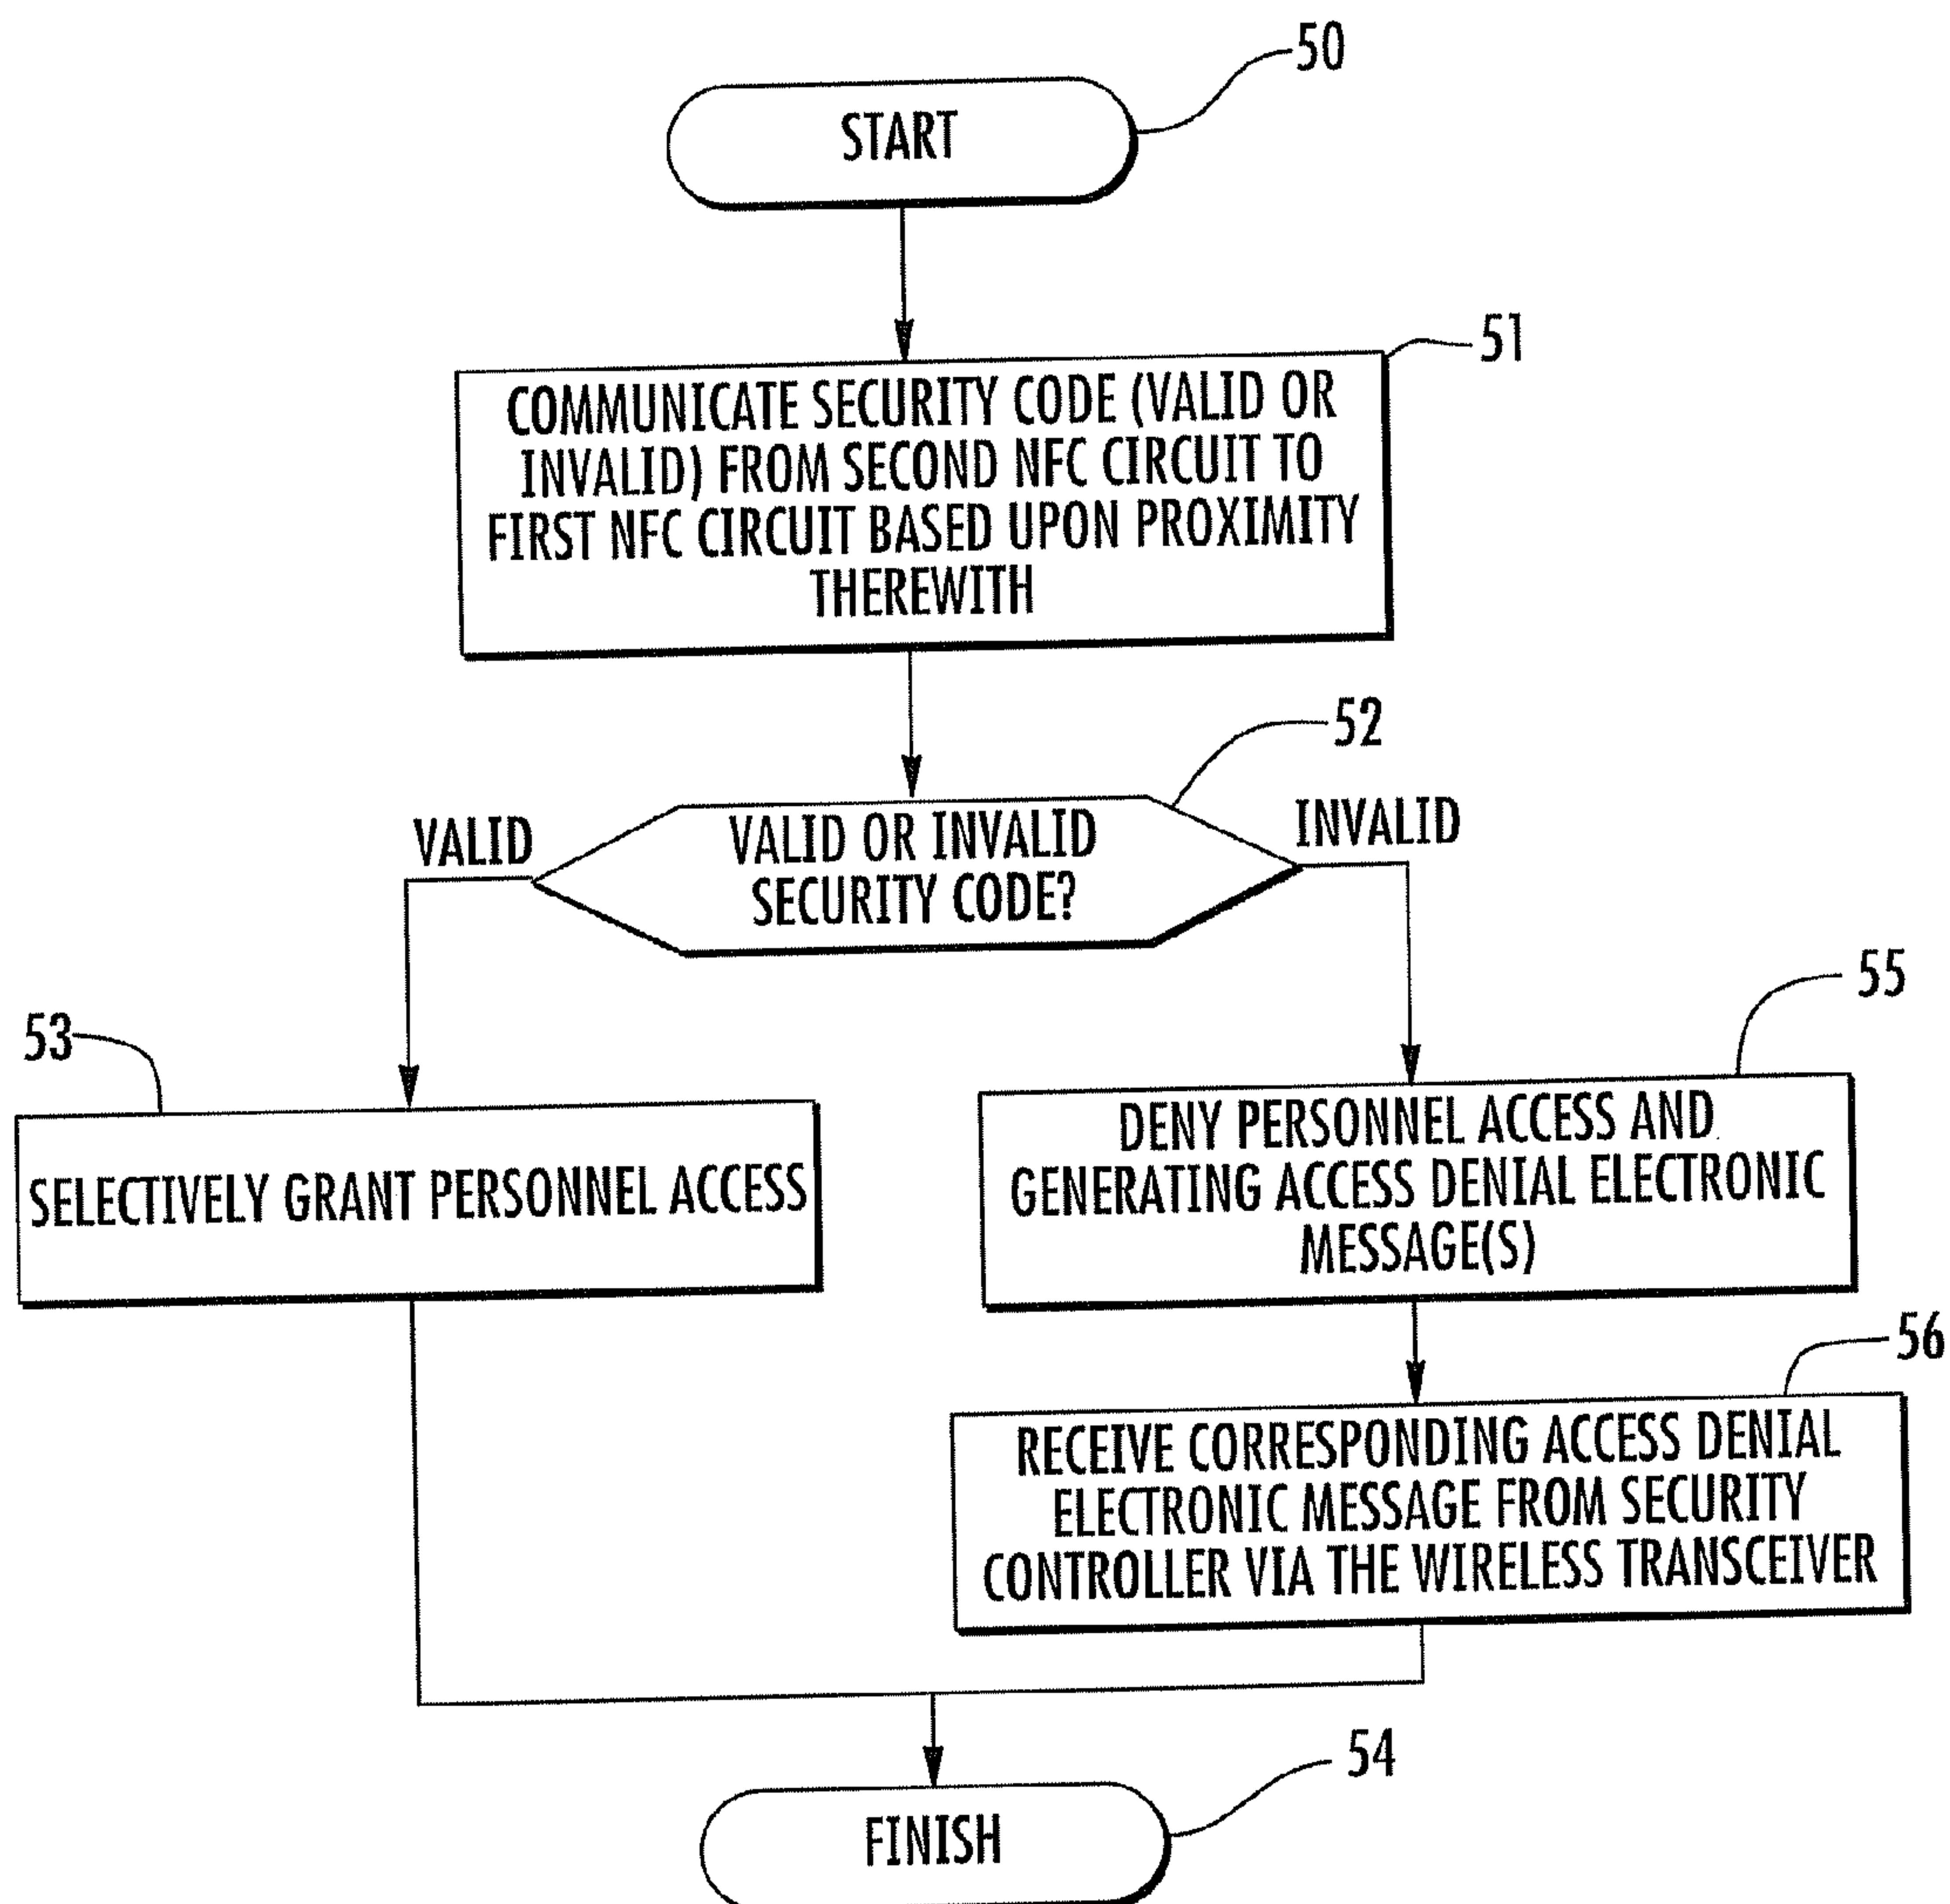 50
START
51
COMMUNICATE SECURITY CODE (VALID OR
INVALID) FROM SECOND NFC CIRCUIT TO
FIRST NFC CIRCUIT BASED UPON PROXIMITY
THEREWITH
52
VALID
VALID OR INVALID
SECURITY CODE?
INVALID
53
SELECTIVELY GRANT PERSONNEL ACCESS
55
DENY PERSONNEL ACCESS AND
GENERATING ACCESS DENIAL ELECTRONIC
MESSAGE(S)
56
RECEIVE CORRESPONDING ACCESS DENIAL
ELECTRONIC MESSAGE FROM SECURITY
CONTROLLER VIA THE WIRELESS TRANSCEIVER
54
FINISH